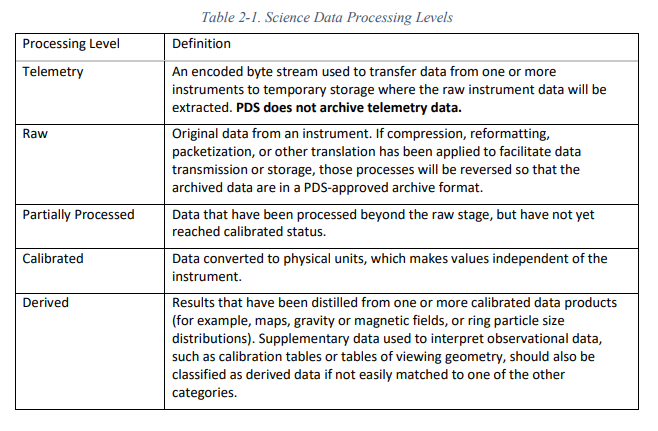 Table 2-1. Science Data Processing Levels
Processing Level
Definition
Telemetry
An encoded byte stream used to transfer data from one or more
instruments to temporary storage where the raw instrument data will be
extracted. PDS does not archive telemetry data.
Raw
Original data from an instrument. If compression, reformatting,
packetization, or other translation has been applied to facilitate data
transmission or storage, those processes will be reversed so that the
archived data are in a PDS-approved archive format.
Partially Processed
Data that have been processed beyond the raw stage, but have not yet
reached calibrated status.
Calibrated
Data converted to physical units, which makes values independent of the
instrument.
Derived
Results that have been distilled from one or more calibrated data products
(for example, maps, gravity or magnetic fields, or ring particle size
distributions). Supplementary data used to interpret observational data,
such as calibration tables or tables of viewing geometry, should also be
classified as derived data if not easily matched to one of the other
categories.